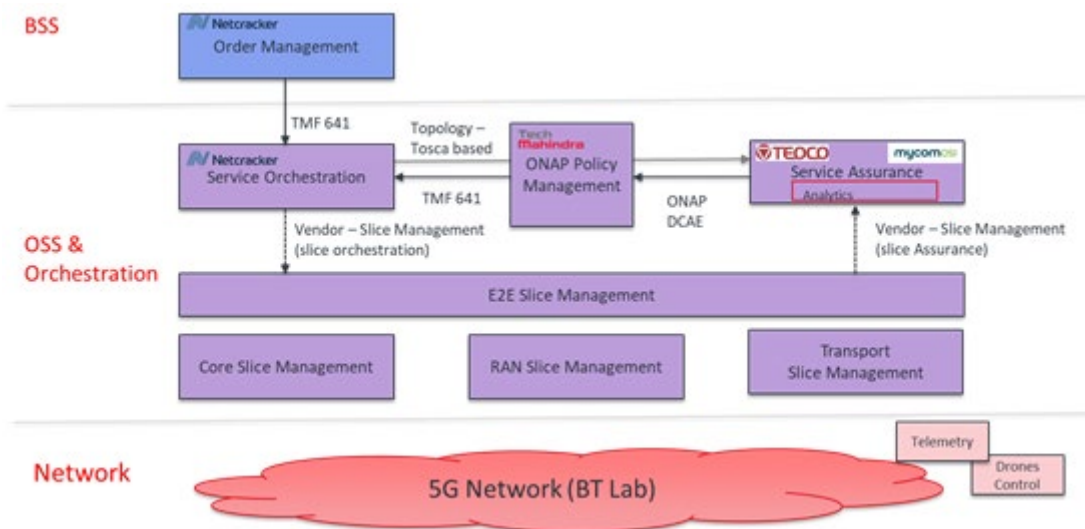 BSS
Netcracker
Order Management
TMF 641
Topology –
Tosca based
Netcracker
Service Orchestration
Tech
Mahindra
ONAP Policy
Management
TEOCO
mycom osi
Service Assurance
Analytics
TMF 641
ONAP
DCAE
Vendor – Slice Management
(slice orchestration)
Vendor – Slice Management
(slice Assurance)
OSS &
Orchestration
E2E Slice Management
Core Slice Management
RAN Slice Management
Transport
Slice Management
Network
5G Network (BT Lab)
Telemetry
Drones
Control